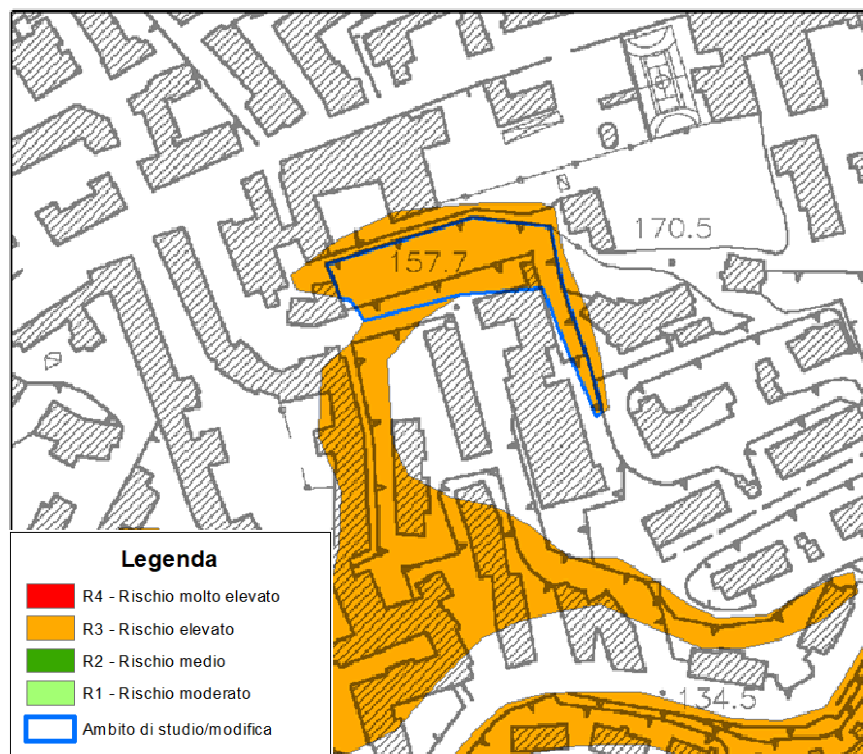 170.5
157.7
Legenda
R4 - Rischio molto elevato
R3 - Rischio elevato
R2 - Rischio medio
R1 - Rischio moderato
Ambito di studio/modifica
134.5